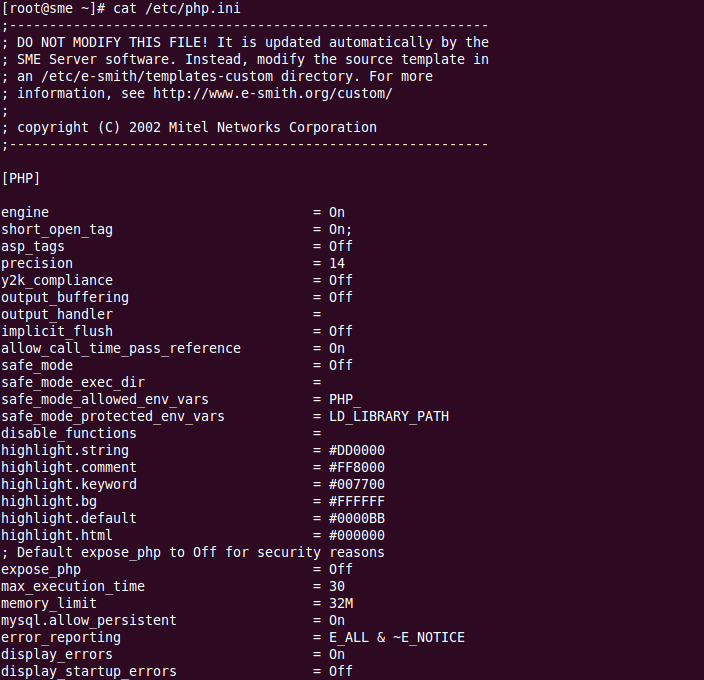 [root@sme ~]# cat /etc/php.ini
;------------------------------------------------------------
; DO NOT MODIFY THIS FILE! It is updated automatically by the
; SME Server software. Instead, modify the source template in
; an /etc/e-smith/templates-custom directory. For more
; information, see http://www.e-smith.org/custom/
;
; copyright (C) 2002 Mitel Networks Corporation
;------------------------------------------------------------
[PHP]
engine                                 = On
short_open_tag                         = On;
asp_tags                               = Off
precision                              = 14
y2k_compliance                         = Off
output_buffering                       = Off
output_handler                         =
implicit_flush                         = Off
allow_call_time_pass_reference         = On
safe_mode                              = Off
safe_mode_exec_dir                     =
safe_mode_allowed_env_vars             = PHP_
safe_mode_protected_env_vars           = LD_LIBRARY_PATH
disable_functions                      =
highlight.string                       = #DD0000
highlight.comment                      = #FF8000
highlight.keyword                      = #007700
highlight.bg                           = #FFFFFF
highlight.default                      = #0000BB
highlight.html                         = #000000
; Default expose_php to Off for security reasons
expose_php                             = Off
max_execution_time                     = 30
memory_limit                           = 32M
mysql.allow_persistent                 = On
error_reporting                        = E_ALL & ~E_NOTICE
display_errors                         = On
display_startup_errors                 = Off